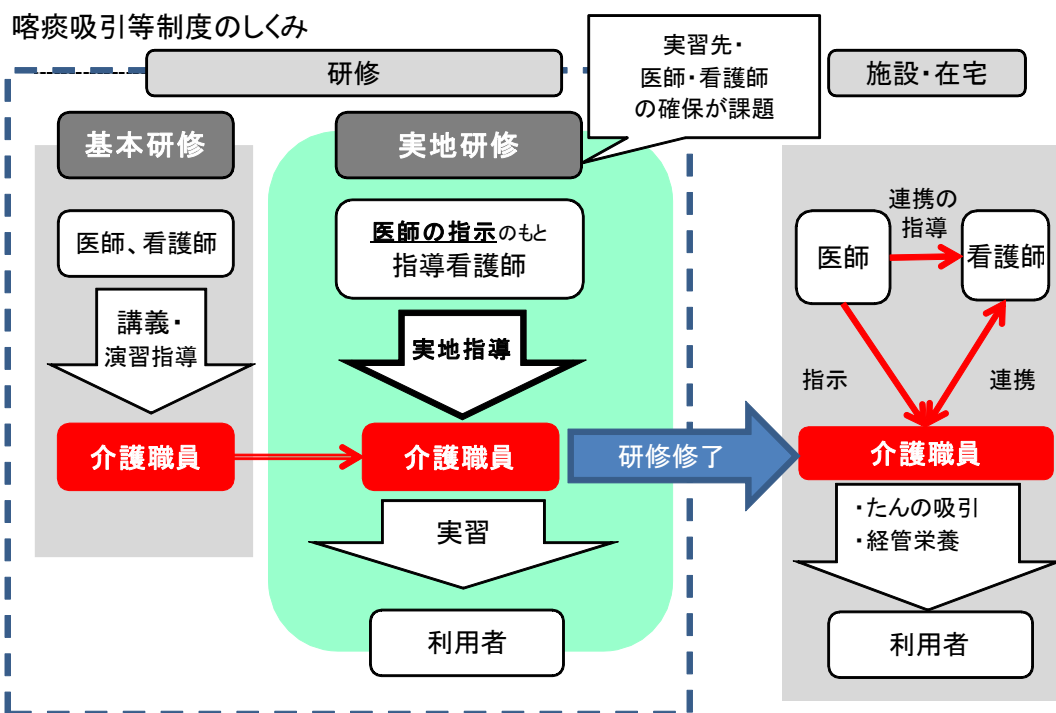 喀痰吸引等制度のしくみ
研修
実習先・
医師・看護師
の確保が課題
施設・在宅
基本研修
医師、看護師
講義・
演習指導
介護職員
実地研修
医師の指示のもと
指導看護師
実地指導
介護職員
実習
利用者
研修修了
医師
連携の
指導
看護師
指示
連携
介護職員
・たんの吸引
・経管栄養
利用者